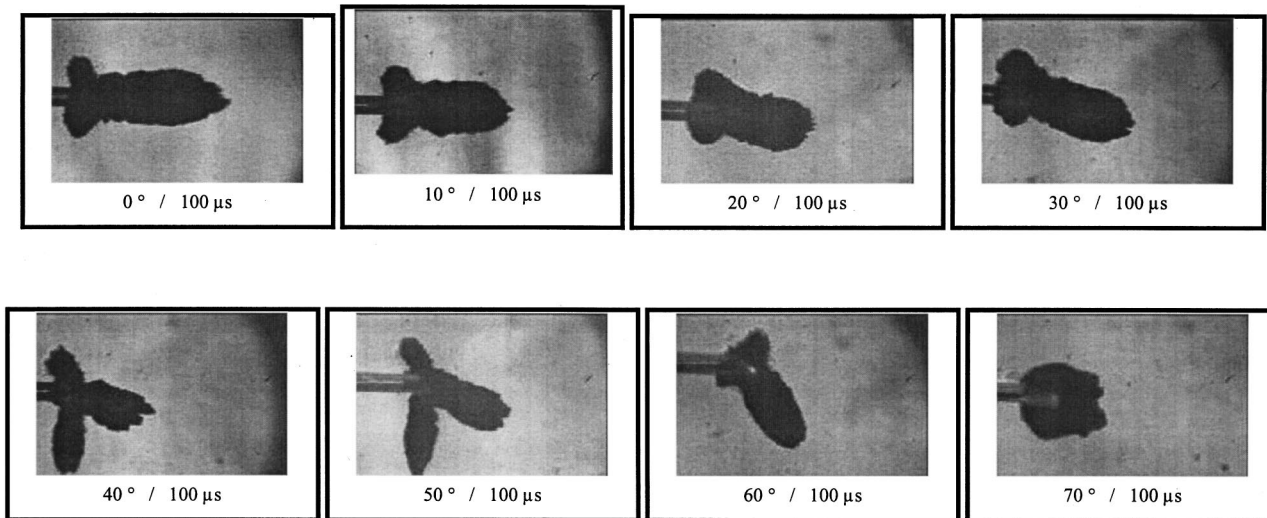 0 ° / 100 µs
10 ° / 100 µs
20 ° / 100 µs
30 ° / 100 µs
40 ° / 100 µs
50 ° / 100 µs
60 ° / 100 µs
70 ° / 100 µs